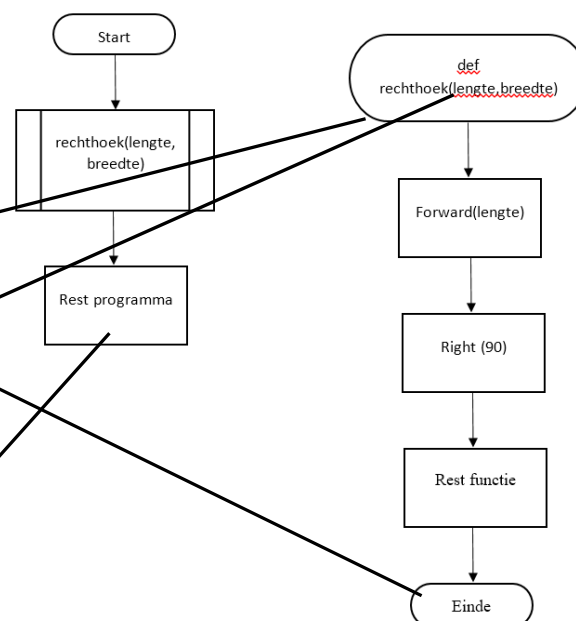 Start
rechthoek(lengte,
breedte)
Rest programma
def
rechthoek(lengte,breedte)
Forward(lengte)
Right (90)
Rest functie
Einde